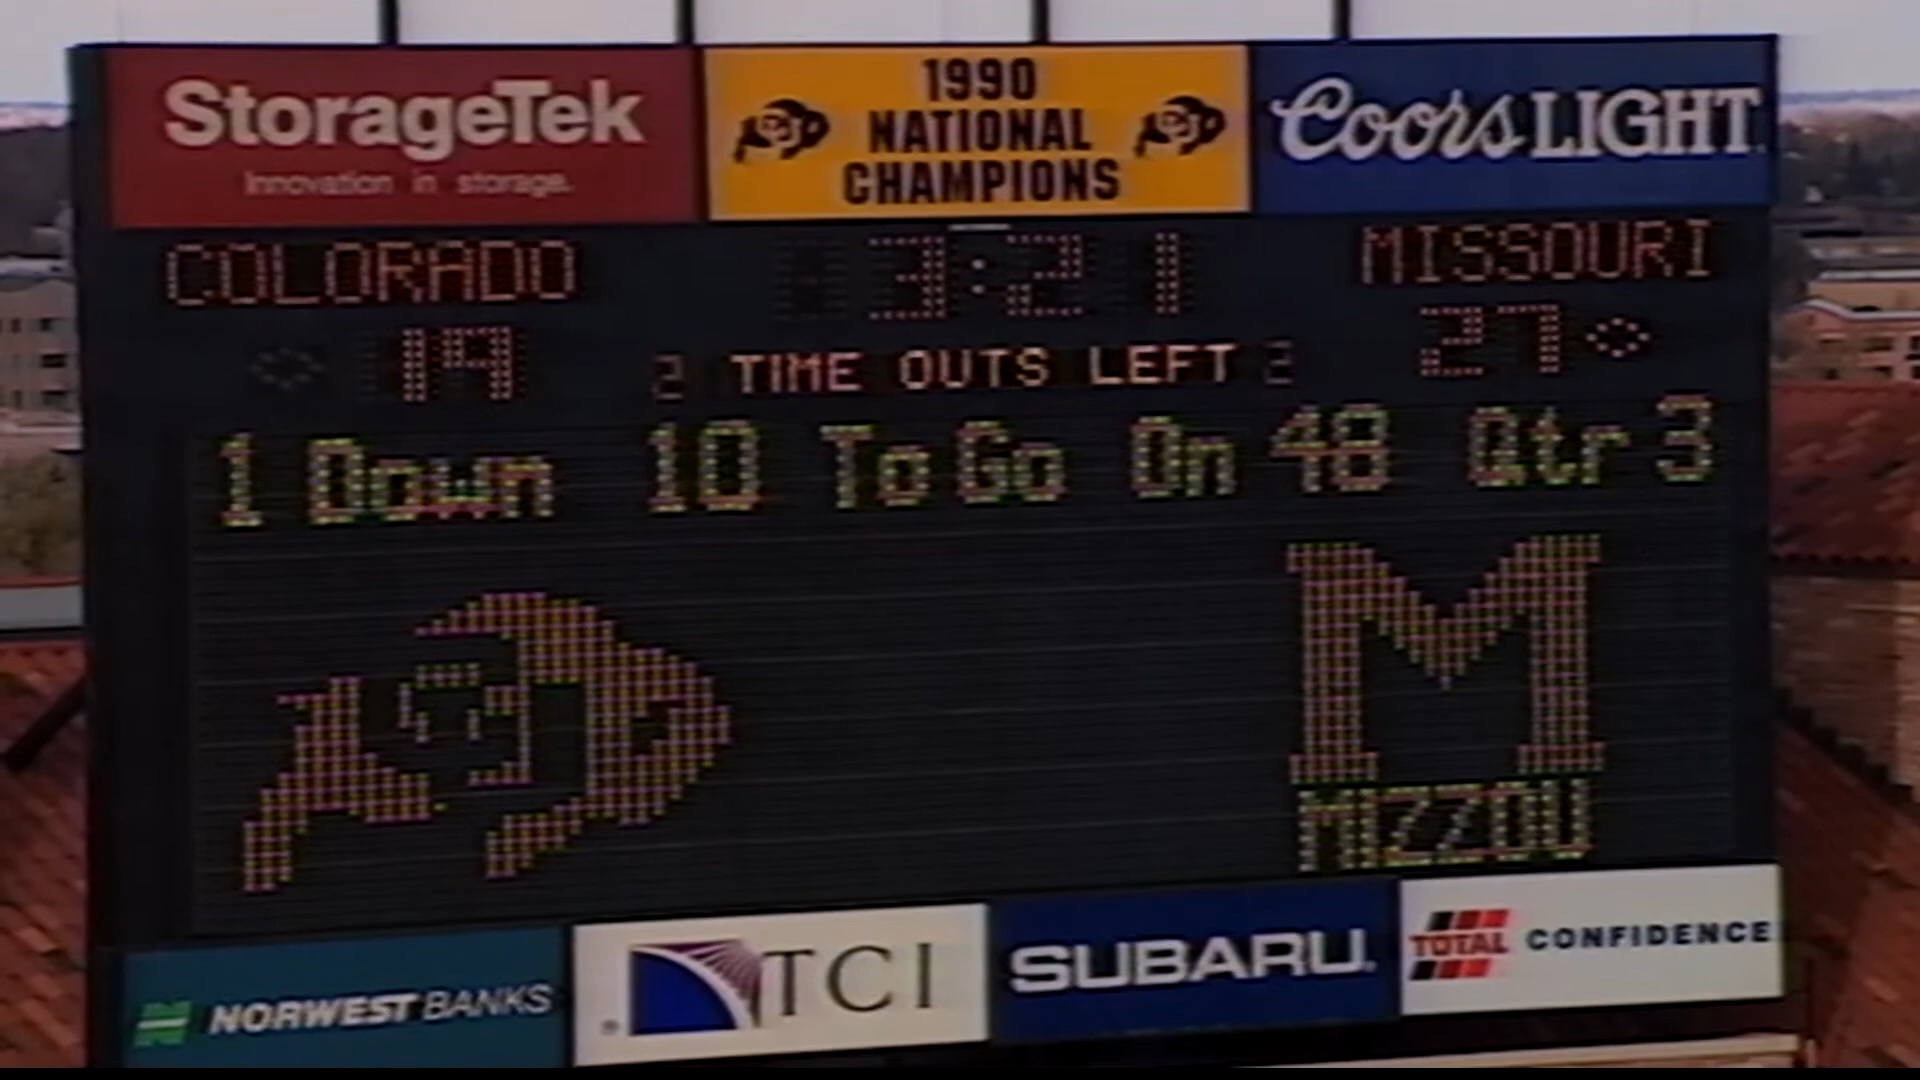 StorageTek
Innovation in storage.
1990
NATIONAL
CHAMPIONS
Coors LIGHT
COLORADO 3:21 MISSOURI
19 2 TIME OUTS LEFT 2 27
1 Down 10 To Go On 48 Qtr 3
M
MIZZOU
NORWEST BANKS
TCI
SUBARU
TOTAL CONFIDENCE